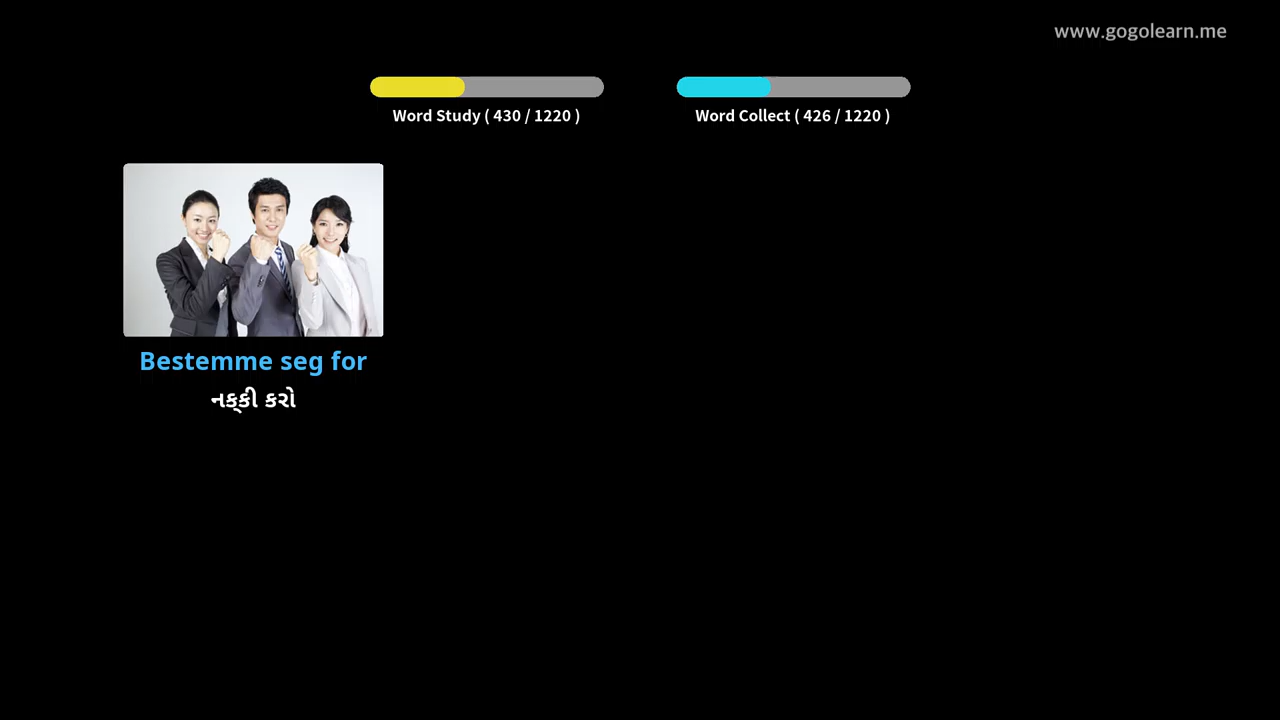 www.gogolearn.me
Word Study ( 430 / 1220 )
Word Collect ( 426 / 1220 )
Bestemme seg for
નક્કી કરો